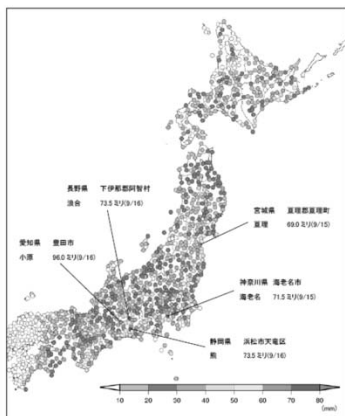 長野県 下伊那郡阿智村
浪合 73.5 ミリ(9/16)
宮城県 亘理郡亘理町
亘理 69.0 ミリ(9/15)
愛知県 豊田市
小原 96.0 ミリ(9/16)
神奈川県 海老名市
海老名 71.5 ミリ(9/15)
静岡県 浜松市天竜区
熊 73.5 ミリ(9/16)
10 20 30 40 50 60 70 80
(mm)